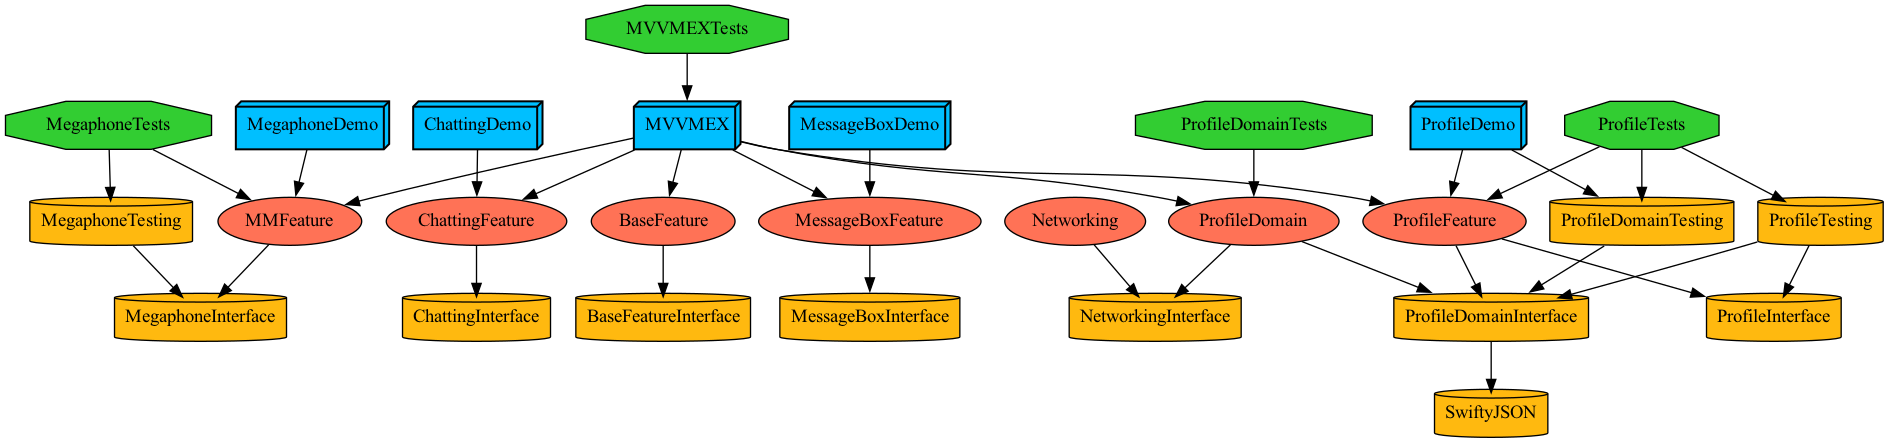 MVVMEXTests
MegaphoneTests
MegaphoneDemo
ChattingDemo
MVVMEX
MessageBoxDemo
ProfileDomainTests
ProfileDemo
ProfileTests
MegaphoneTesting
MMFeature
ChattingFeature
BaseFeature
MessageBoxFeature
Networking
ProfileDomain
ProfileFeature
ProfileDomainTesting
ProfileTesting
MegaphoneInterface
ChattingInterface
BaseFeatureInterface
MessageBoxInterface
NetworkingInterface
ProfileDomainInterface
ProfileInterface
SwiftyJSON